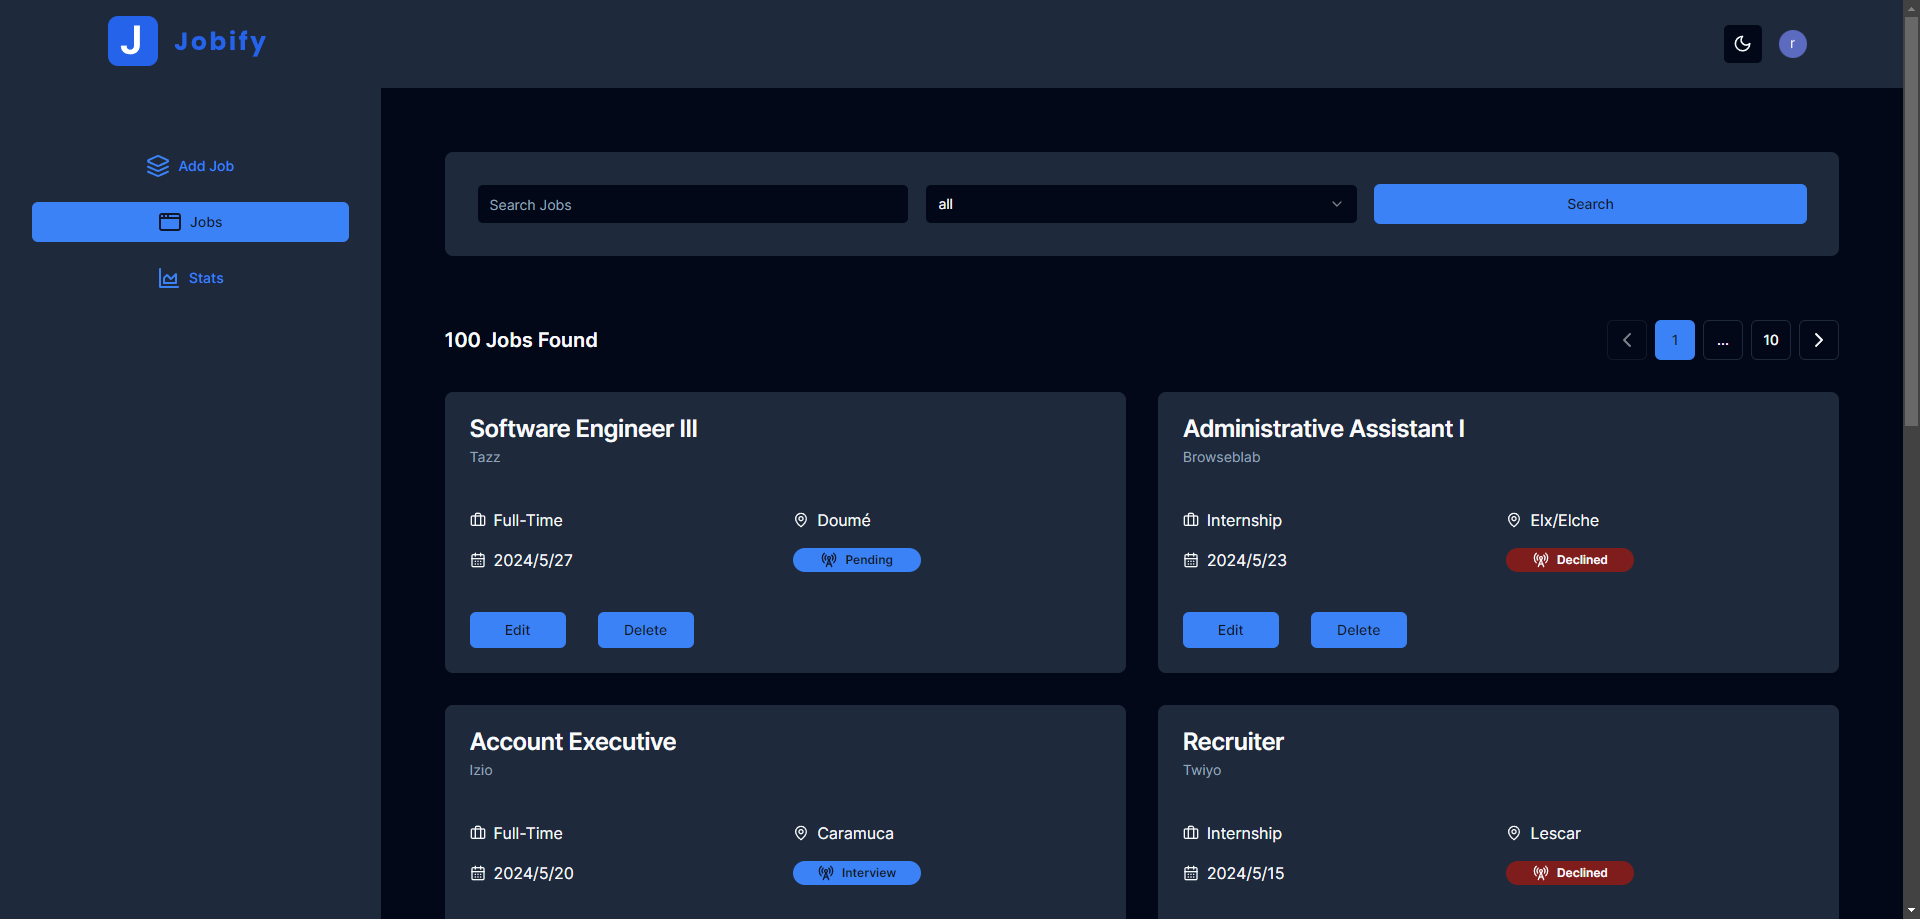 J Jobify
r
Add Job
Jobs
Stats
Search Jobs
all
Search
100 Jobs Found
1 ... 10
Software Engineer III
Tazz
Full-Time
Doumé
2024/5/27
Pending
Edit
Delete
Administrative Assistant I
Browseblab
Internship
Elx/Elche
2024/5/23
Declined
Edit
Delete
Account Executive
Izio
Full-Time
Caramuca
2024/5/20
Interview
Recruiter
Twiyo
Internship
Lescar
2024/5/15
Declined